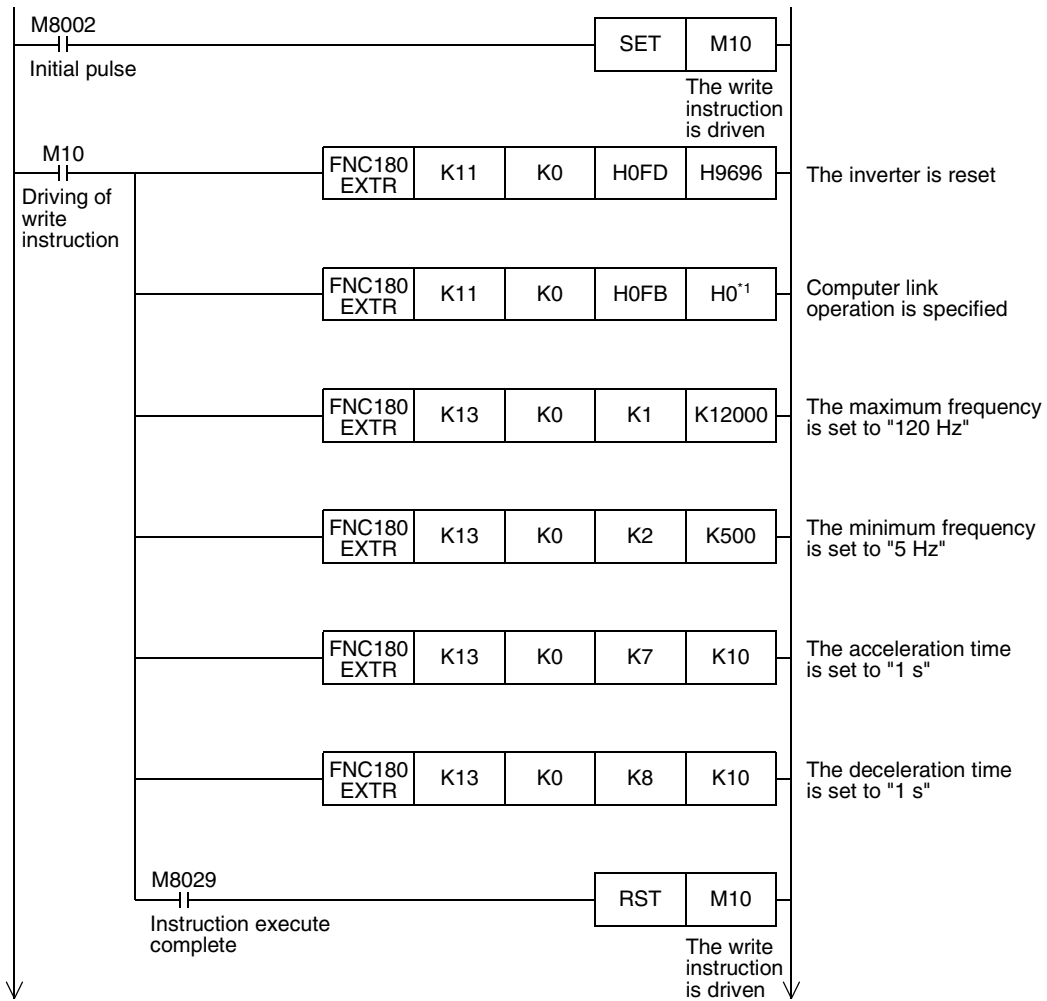 M8002
SET M10
Initial pulse
The write
instruction
is driven
M10
FNC180
EXTR K11 K0 H0FD H9696
The inverter is reset
Driving of
write
instruction
FNC180
EXTR K11 K0 H0FB H0*1
Computer link
operation is specified
FNC180
EXTR K13 K0 K1 K12000
The maximum frequency
is set to "120 Hz"
FNC180
EXTR K13 K0 K2 K500
The minimum frequency
is set to "5 Hz"
FNC180
EXTR K13 K0 K7 K10
The acceleration time
is set to "1 s"
FNC180
EXTR K13 K0 K8 K10
The deceleration time
is set to "1 s"
M8029
RST M10
Instruction execute
complete
The write
instruction
is driven